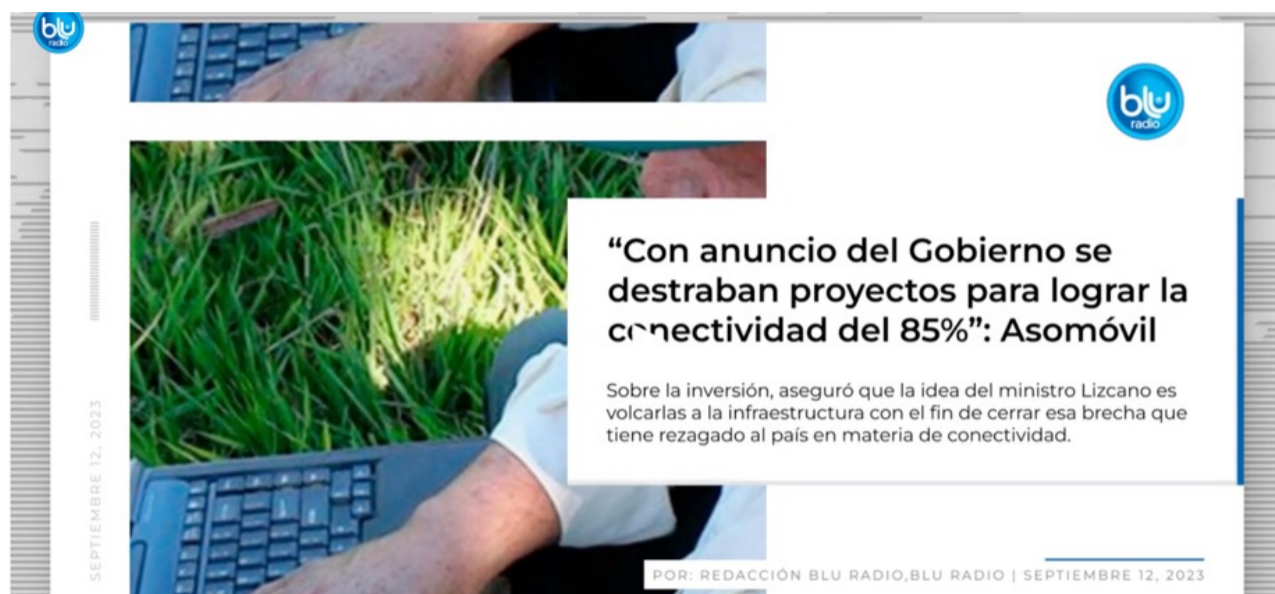 blu
radio
blu
radio
“Con anuncio del Gobierno se
destraban proyectos para lograr la
conectividad del 85%”: Asomóvil
Sobre la inversión, aseguró que la idea del ministro Lizcano es
volcarlas a la infraestructura con el fin de cerrar esa brecha que
tiene rezagado al país en materia de conectividad.
SEPTIEMBRE 12, 2023
POR: REDACCIÓN BLU RADIO,BLU RADIO | SEPTIEMBRE 12, 2023